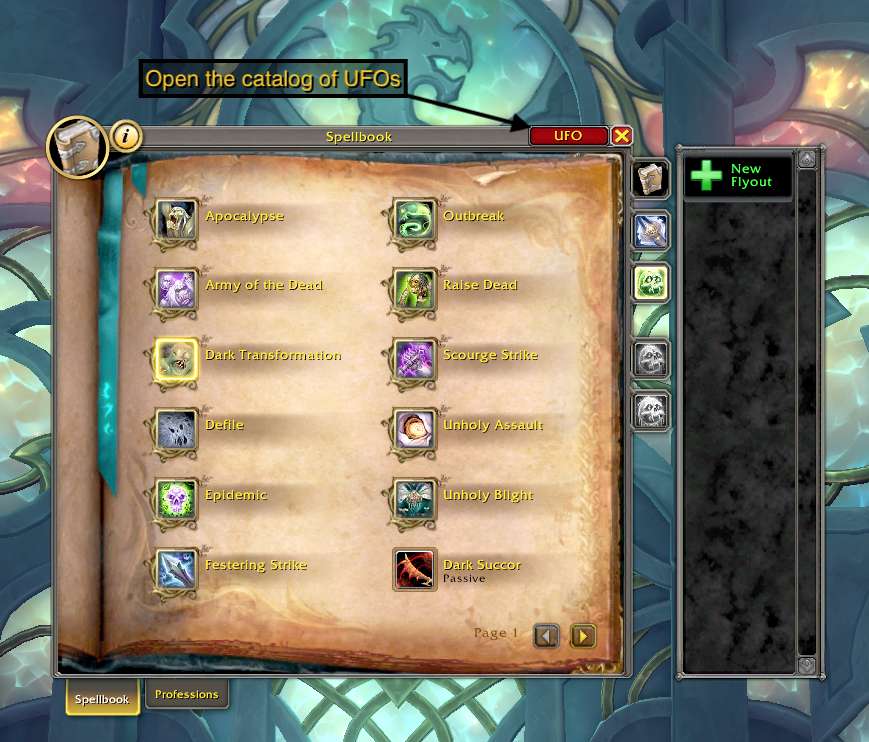 Open the catalog of UFOs
Spellbook
UFO
New
Flyout
Apocalypse
Outbreak
Army of the Dead
Raise Dead
Dark Transformation
Scourge Strike
Defile
Unholy Assault
Epidemic
Unholy Blight
Festering Strike
Dark Succor
Passive
Page 1
Spellbook
Professions